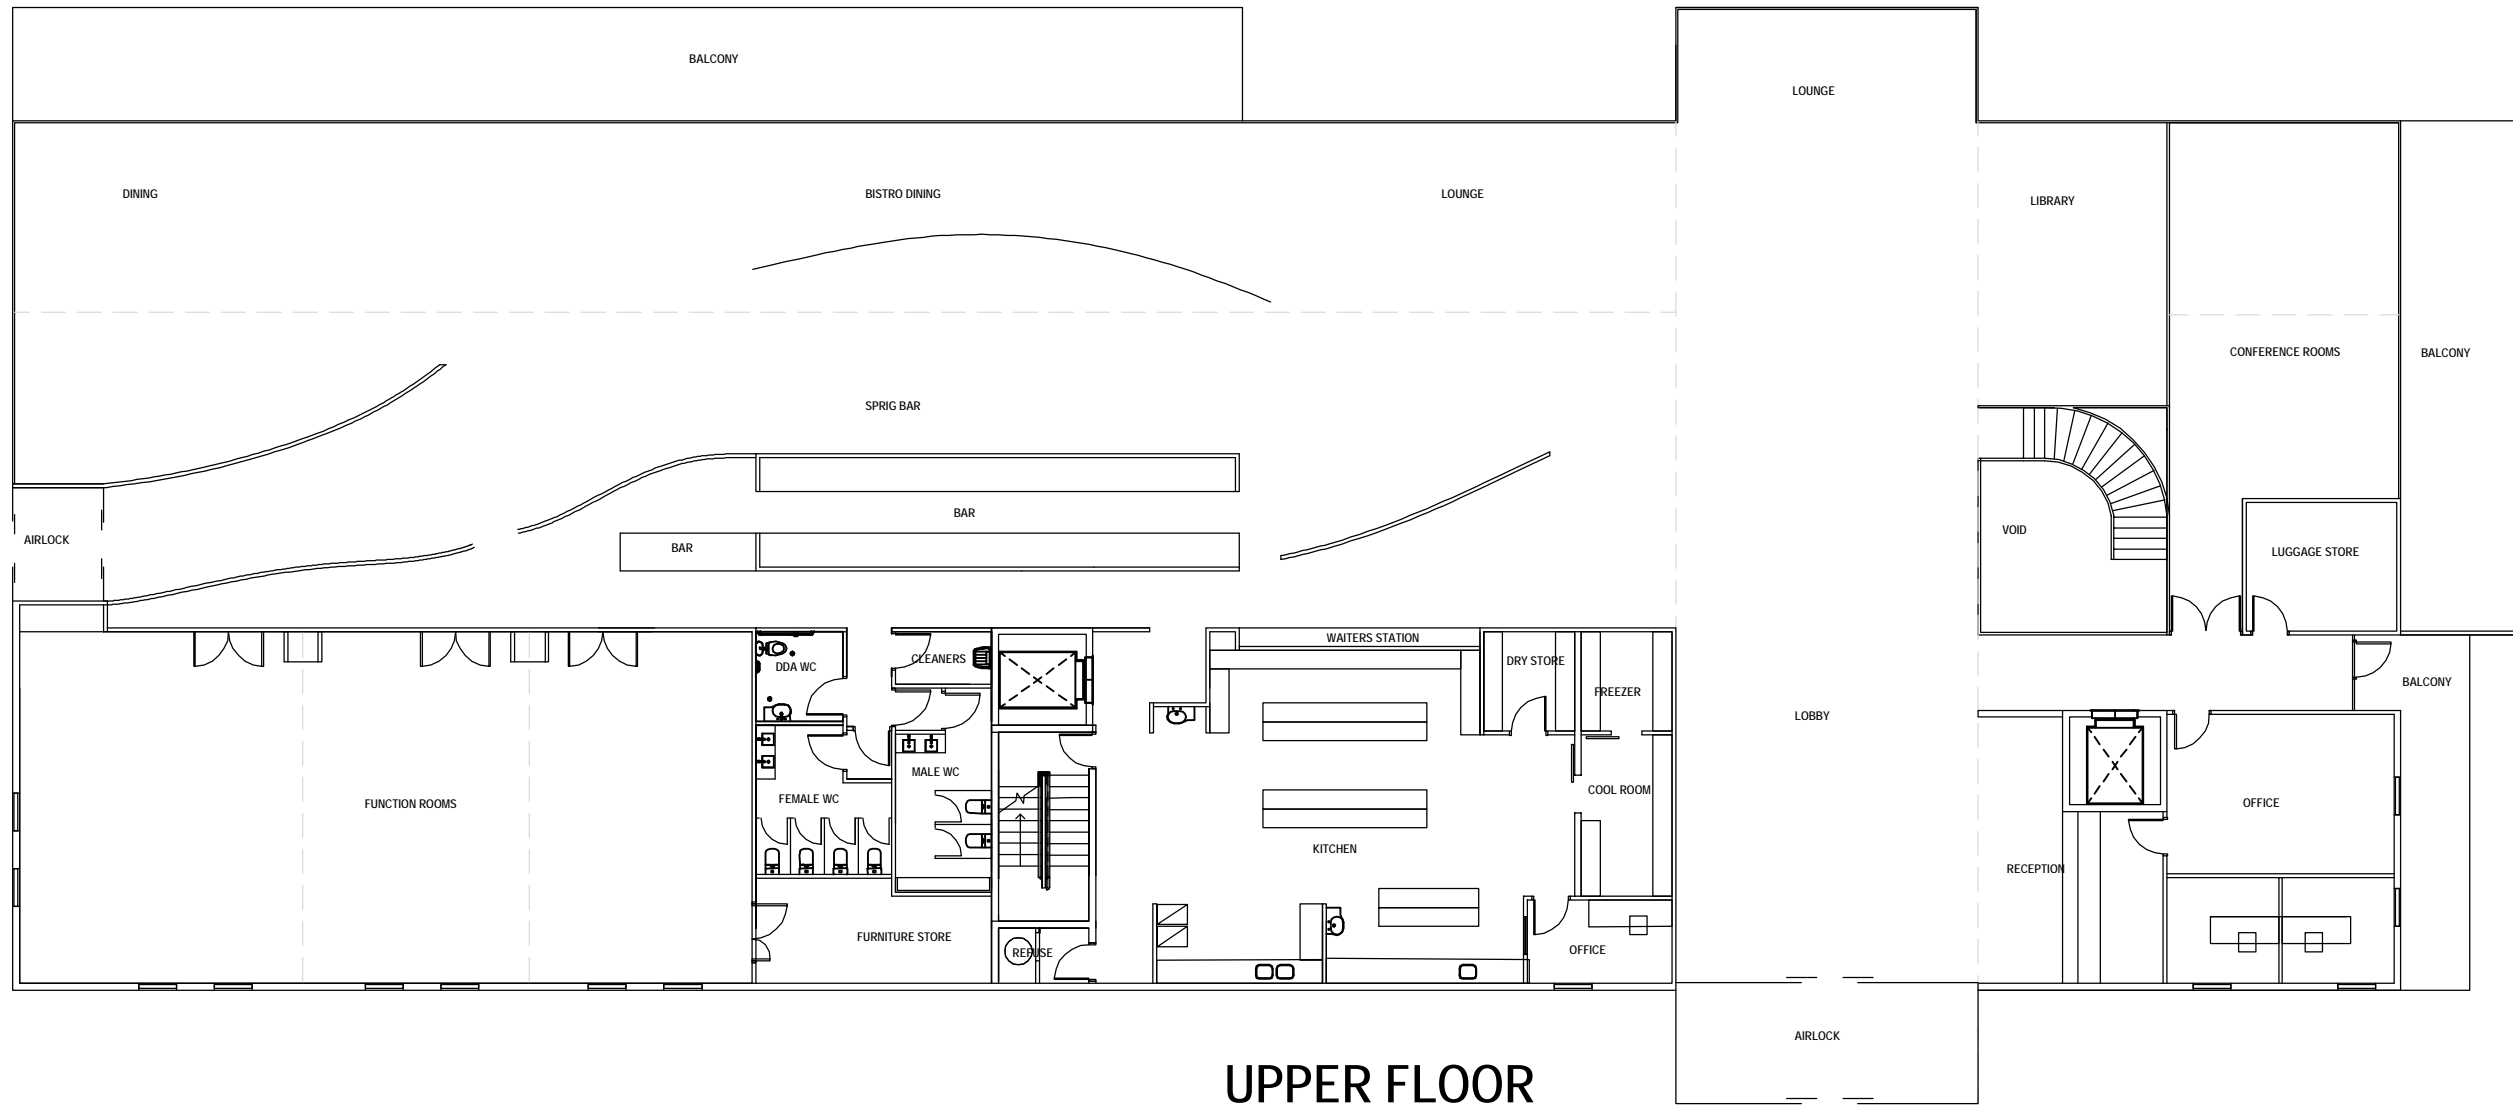 BALCONY
LOUNGE
DINING
BISTRO DINING
LOUNGE
LIBRARY
CONFERENCE ROOMS
BALCONY
SPRIG BAR
BAR
BAR
AIRLOCK
VOID
LUGGAGE STORE
WAITERS STATION
DDA WC
CLEANERS
DRY STORE
FREEZER
BALCONY
LOBBY
MALE WC
FEMALE WC
FUNCTION ROOMS
N
COOL ROOM
OFFICE
KITCHEN
RECEPTION
FURNITURE STORE
REFUSE
OFFICE
AIRLOCK
UPPER FLOOR